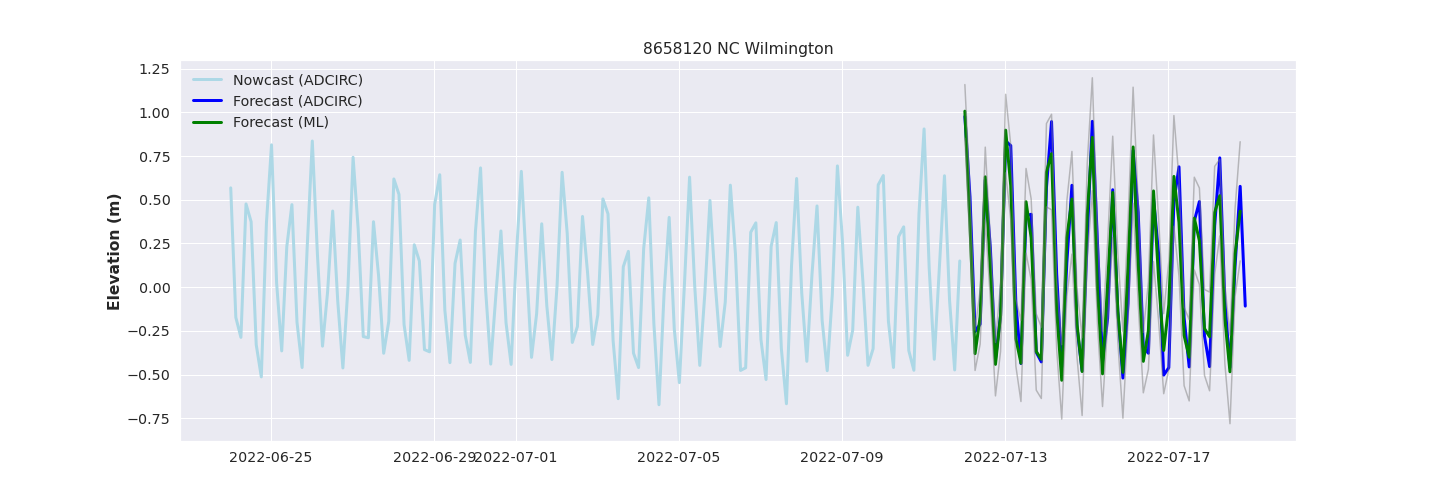 8658120 NC Wilmington
Nowcast (ADCIRC)
Forecast (ADCIRC)
Forecast (ML)
Elevation (m)
1.25
1.00
0.75
0.50
0.25
0.00
−0.25
−0.50
−0.75
2022-06-25 2022-06-29 2022-07-01 2022-07-05 2022-07-09 2022-07-13 2022-07-17